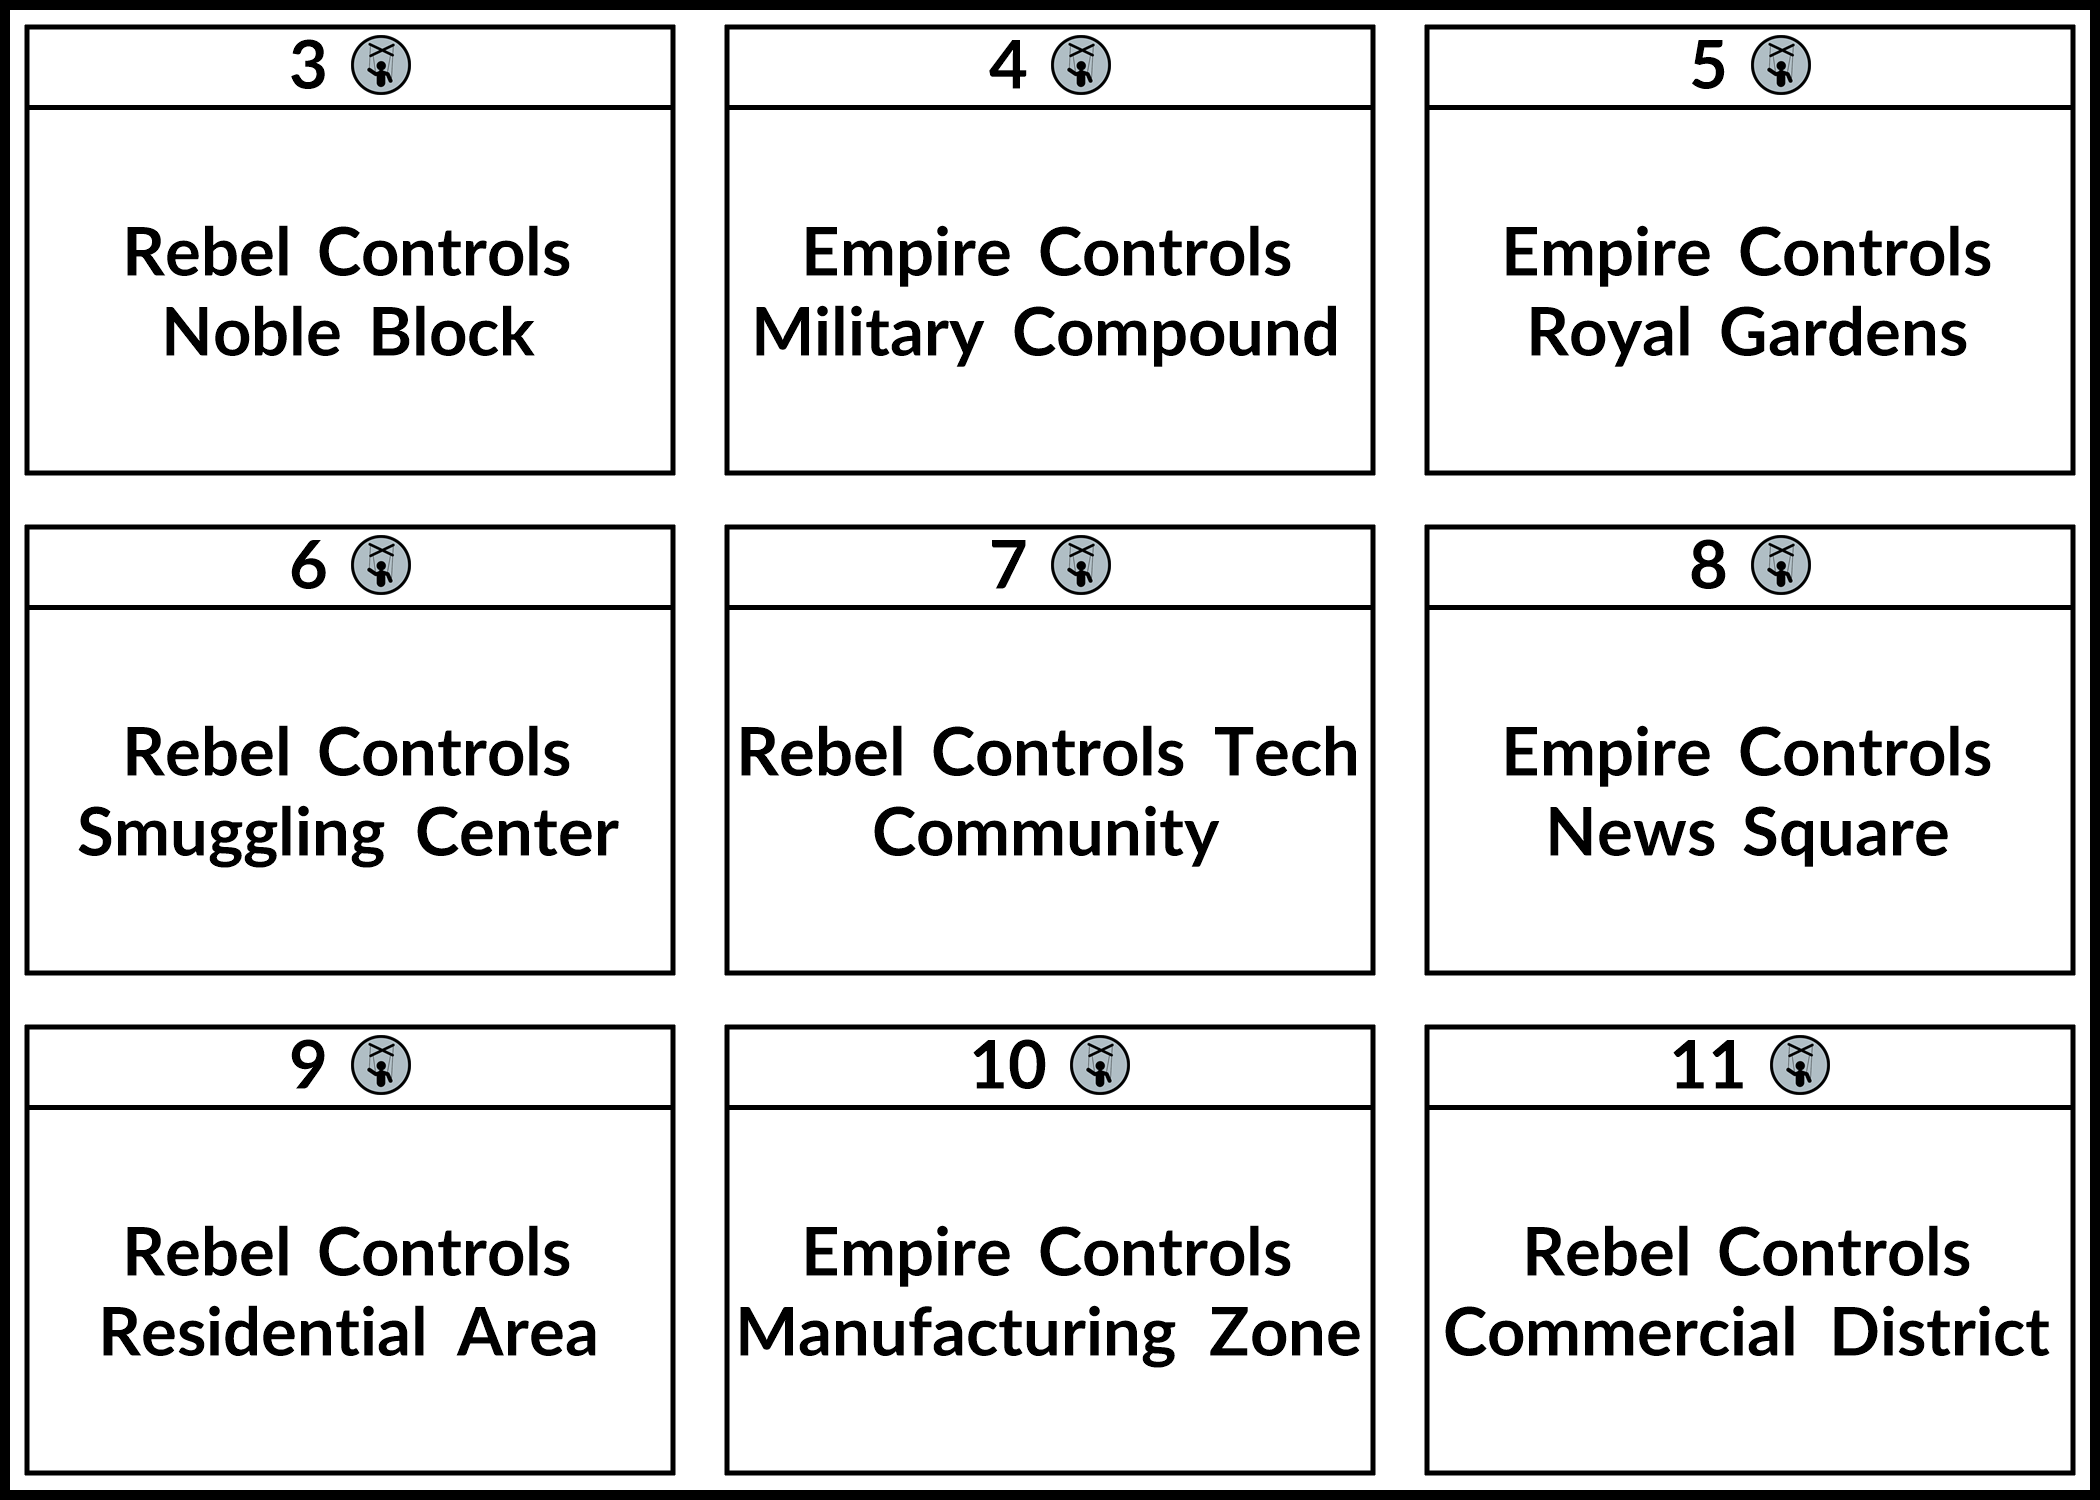 3
Rebel Controls
Noble Block
4
Empire Controls
Military Compound
5
Empire Controls
Royal Gardens
6
Rebel Controls
Smuggling Center
7
Rebel Controls Tech
Community
8
Empire Controls
News Square
9
Rebel Controls
Residential Area
10
Empire Controls
Manufacturing Zone
11
Rebel Controls
Commercial District